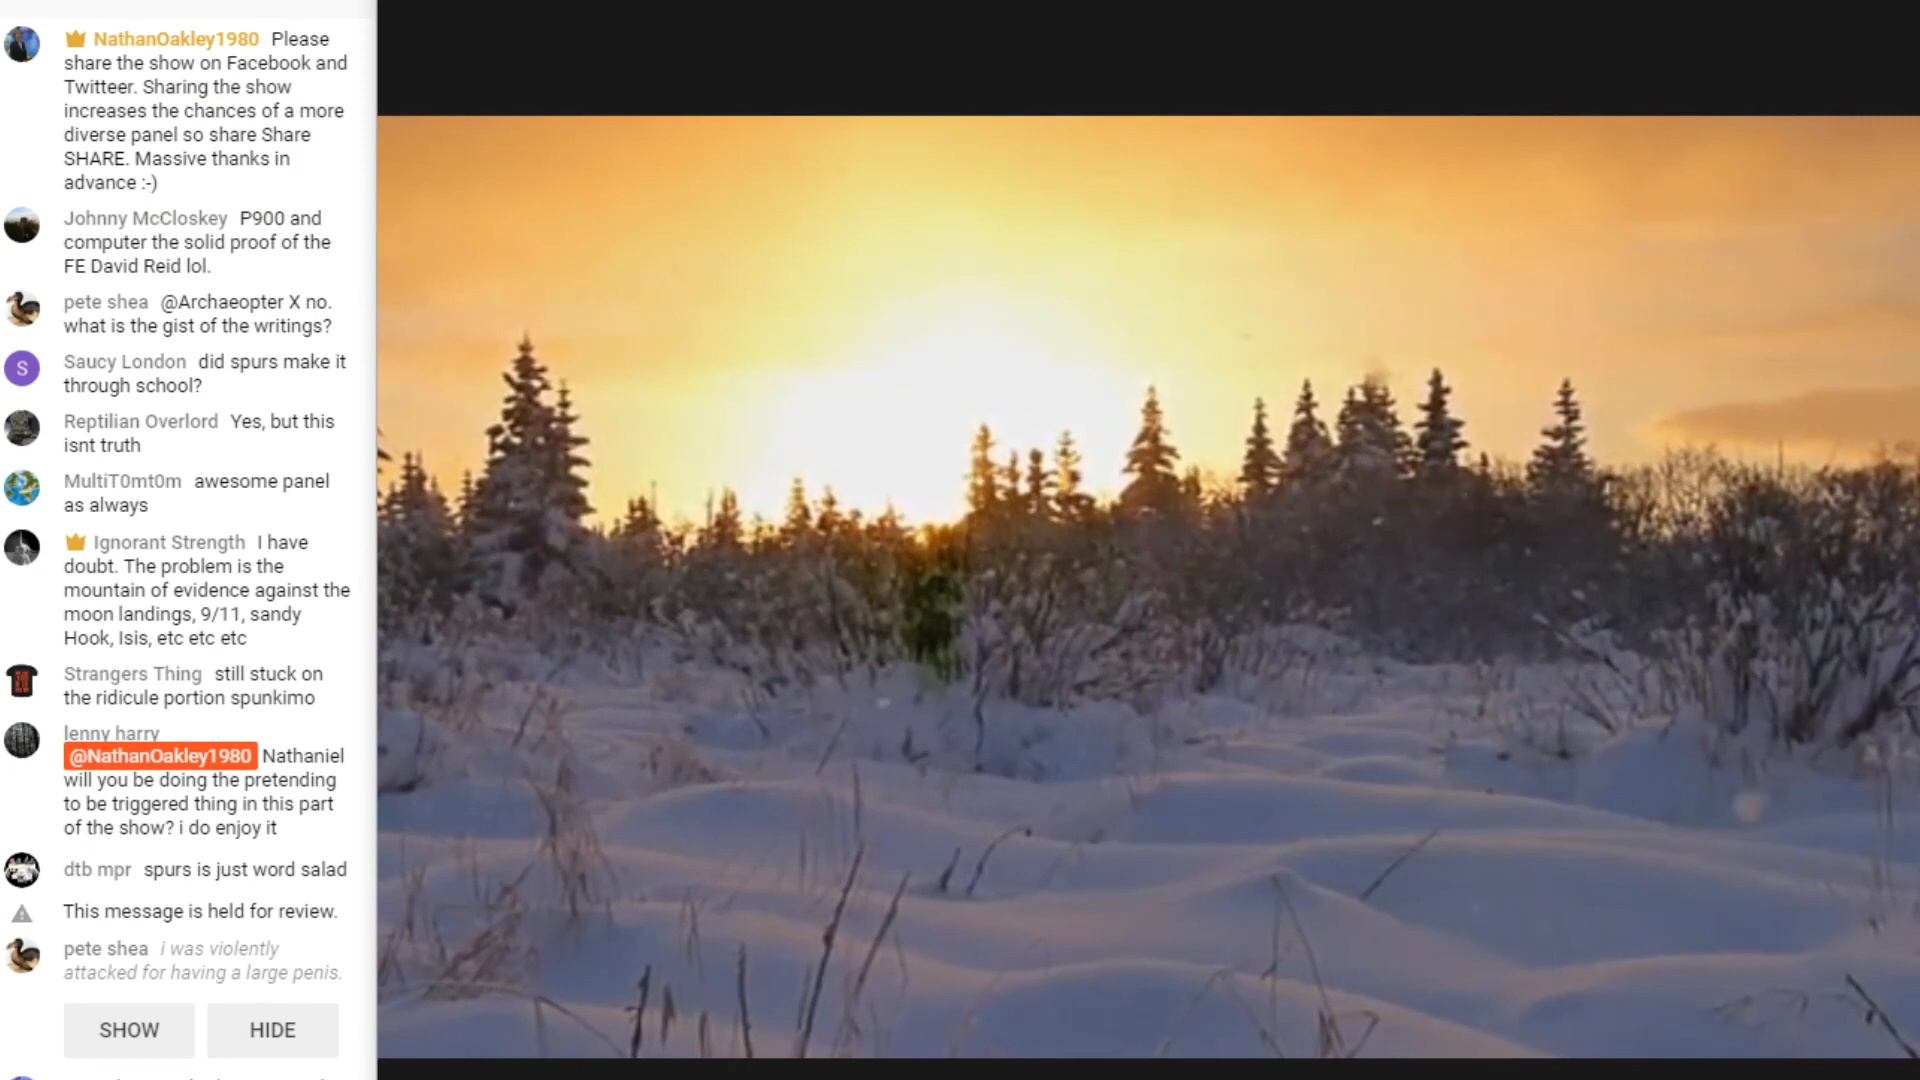 NathanOakley1980 Please
share the show on Facebook and
Twitteer. Sharing the show
increases the chances of a more
diverse panel so share Share
SHARE. Massive thanks in
advance :-)
Johnny McCloskey P900 and
computer the solid proof of the
FE David Reid lol.
pete shea @Archaeopter X no.
what is the gist of the writings?
S
Saucy London did spurs make it
through school?
Reptilian Overlord Yes, but this
isnt truth
MultiT0mt0m awesome panel
as always
Ignorant Strength I have
doubt. The problem is the
mountain of evidence against the
moon landings, 9/11, sandy
Hook, Isis, etc etc etc
Strangers Thing still stuck on
the ridicule portion spunkimo
lenny harry
@NathanOakley1980 Nathaniel
will you be doing the pretending
to be triggered thing in this part
of the show? i do enjoy it
dtb mpr spurs is just word salad
This message is held for review.
pete shea i was violently
attacked for having a large penis.
SHOW HIDE